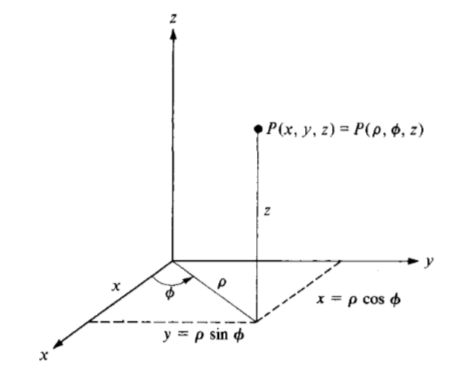 z
P(x, y, z) = P(ρ, ϕ, z)
z
y
x
ϕ
ρ
x = ρ cos ϕ
y = ρ sin ϕ
x